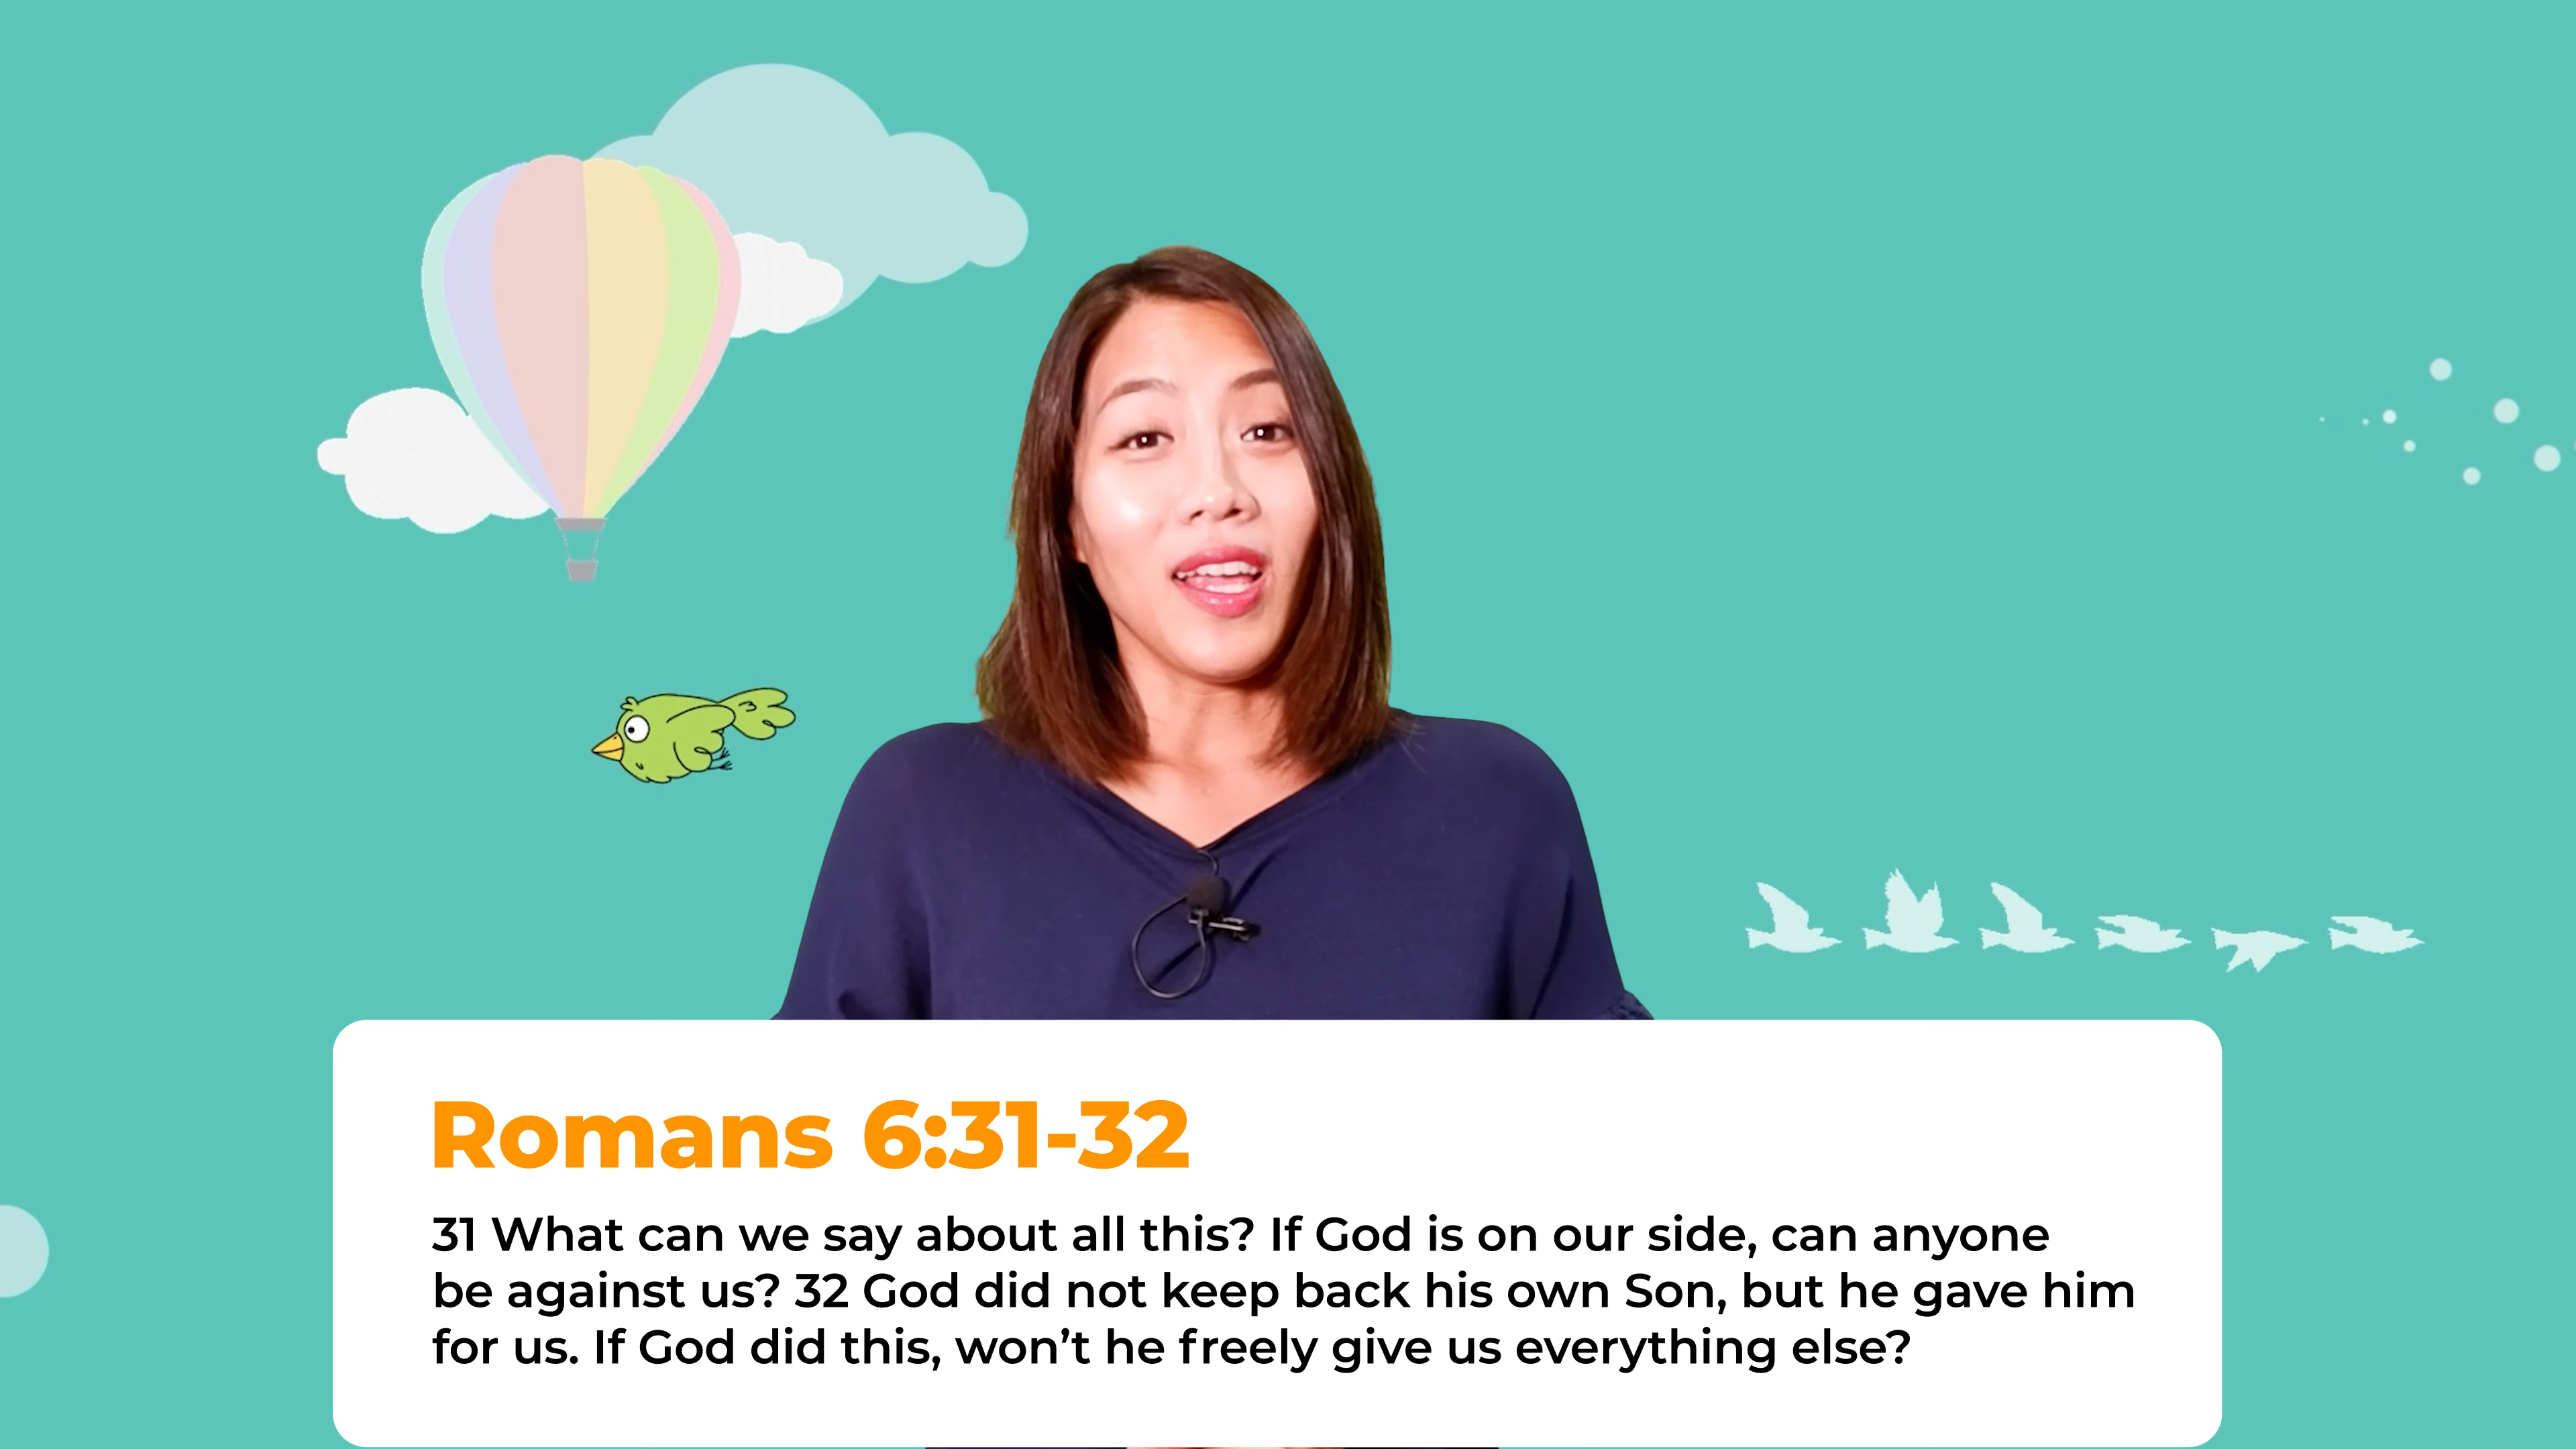 Romans 6:31-32
31 What can we say about all this? If God is on our side, can anyone
be against us? 32 God did not keep back his own Son, but he gave him
for us. If God did this, won’t he freely give us everything else?